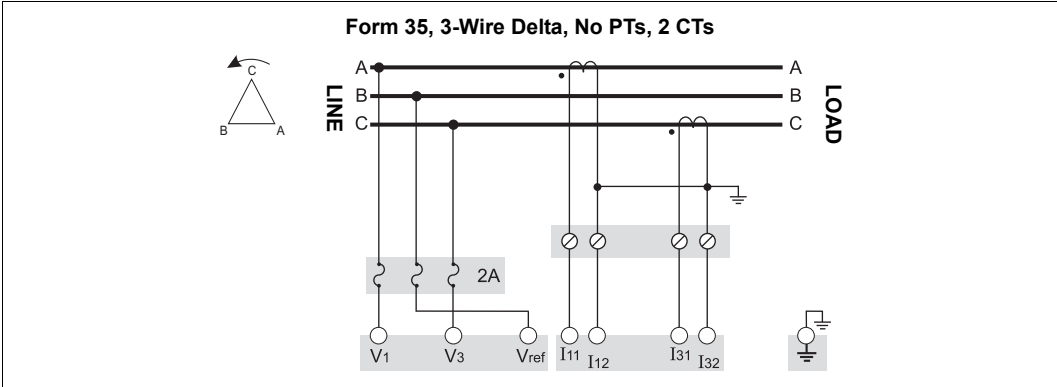 Form 35, 3-Wire Delta, No PTs, 2 CTs
C
B
A
LINE
A
B
C
A
B
C
LOAD
2A
V1
V3
Vref
I11
I12
I31
I32